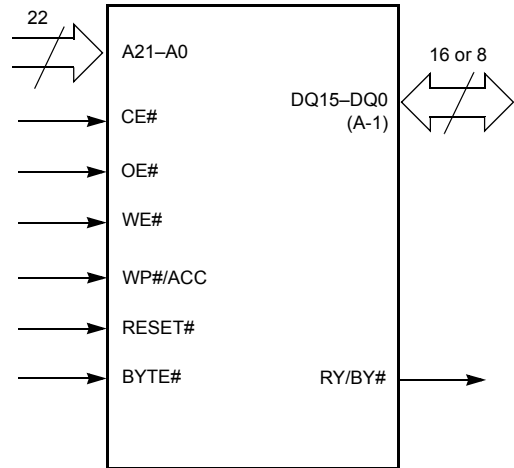 22
A21–A0
16 or 8
DQ15–DQ0
(A-1)
CE#
OE#
WE#
WP#/ACC
RESET#
BYTE#
RY/BY#